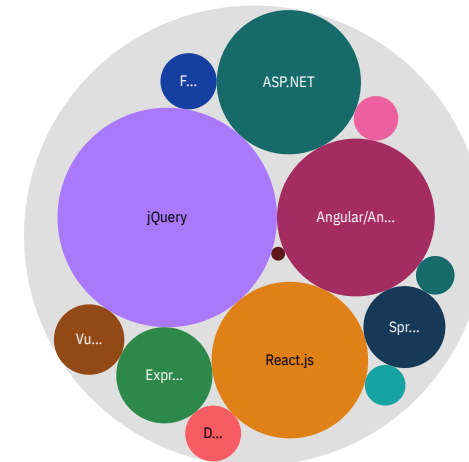 F...
ASP.NET
jQuery
Angular/An...
Spr...
Vu...
React.js
Expr...
D...